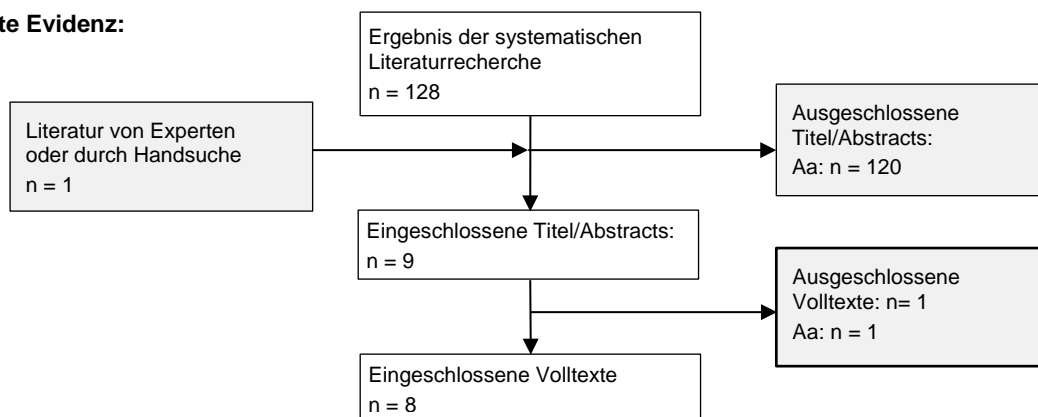 te Evidenz:
Ergebnis der systematischen
Literaturrecherche
n = 128
Literatur von Experten
oder durch Handsuche
n = 1
Ausgeschlossene
Titel/Abstracts:
Aa: n = 120
Eingeschlossene Titel/Abstracts:
n = 9
Ausgeschlossene
Volltexte: n= 1
Aa: n = 1
Eingeschlossene Volltexte
n = 8